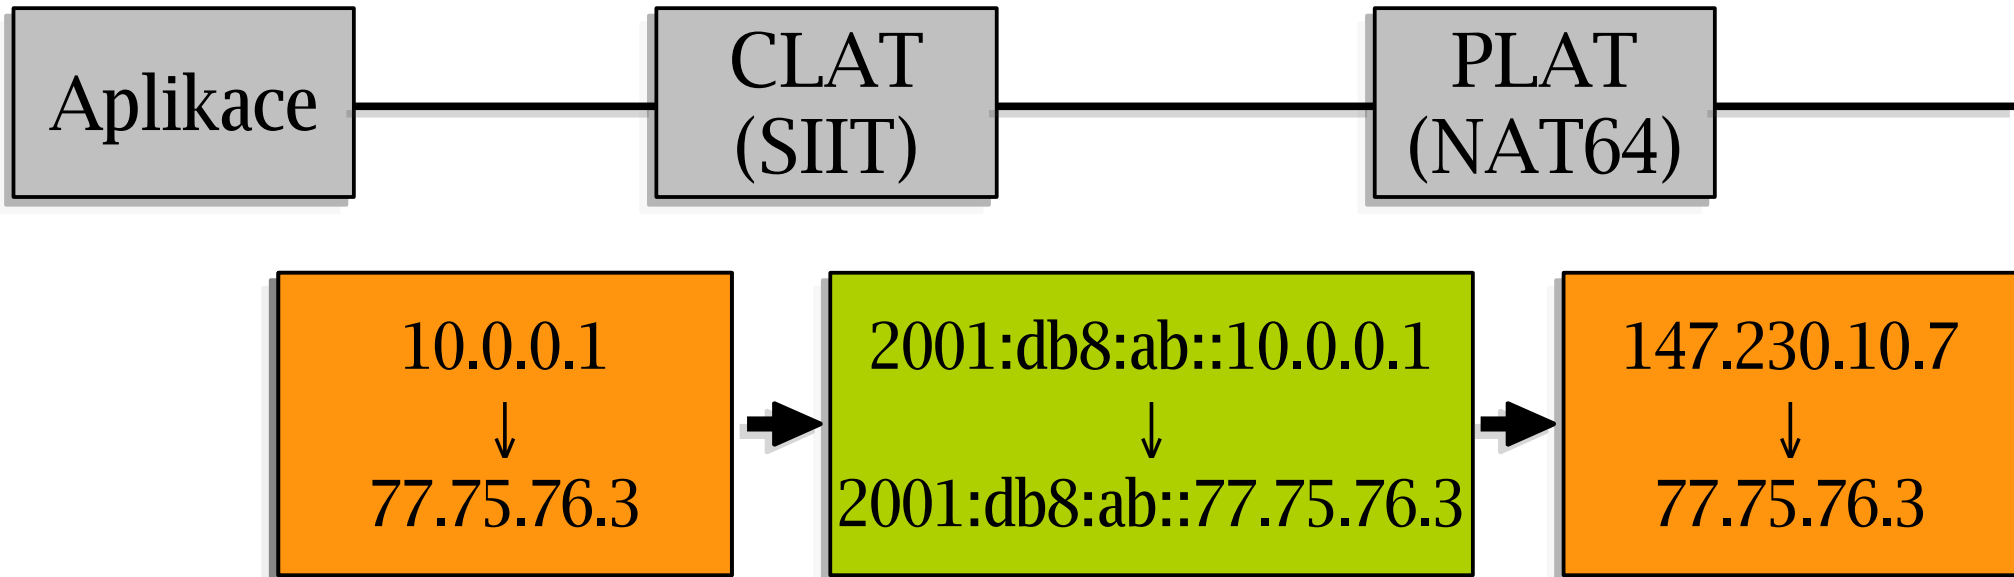 Aplikace
CLAT
(SIIT)
PLAT
(NAT64)
10.0.0.1
↓
77.75.76.3
2001:db8:ab::10.0.0.1
↓
2001:db8:ab::77.75.76.3
147.230.10.7
↓
77.75.76.3